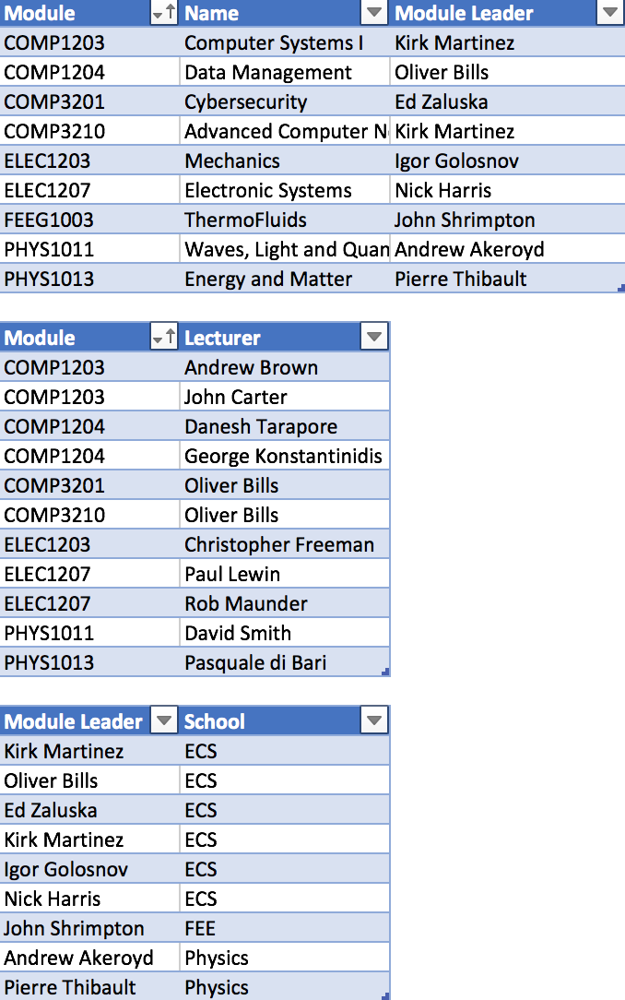 Module Name Module Leader
COMP1203 Computer Systems I Kirk Martinez
COMP1204 Data Management Oliver Bills
COMP3201 Cybersecurity Ed Zaluska
COMP3210 Advanced Computer N Kirk Martinez
ELEC1203 Mechanics Igor Golosnov
ELEC1207 Electronic Systems Nick Harris
FEEG1003 ThermoFluids John Shrimpton
PHYS1011 Waves, Light and Quan Andrew Akeroyd
PHYS1013 Energy and Matter Pierre Thibault
Module Lecturer
COMP1203 Andrew Brown
COMP1203 John Carter
COMP1204 Danesh Tarapore
COMP1204 George Konstantinidis
COMP3201 Oliver Bills
COMP3210 Oliver Bills
ELEC1203 Christopher Freeman
ELEC1207 Paul Lewin
ELEC1207 Rob Maunder
PHYS1011 David Smith
PHYS1013 Pasquale di Bari
Module Leader School
Kirk Martinez ECS
Oliver Bills ECS
Ed Zaluska ECS
Kirk Martinez ECS
Igor Golosnov ECS
Nick Harris ECS
John Shrimpton FEE
Andrew Akeroyd Physics
Pierre Thibault Physics